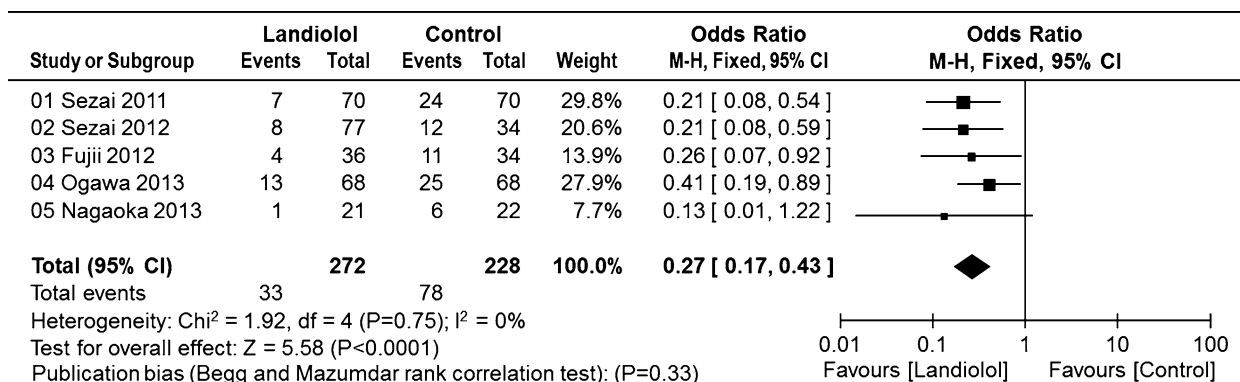 Landiolol Control Odds Ratio Odds Ratio
Study or Subgroup Events Total Events Total Weight M-H, Fixed, 95% CI M-H, Fixed, 95% CI
01 Sezai 2011 7 70 24 70 29.8% 0.21 [ 0.08, 0.54 ]
02 Sezai 2012 8 77 12 34 20.6% 0.21 [ 0.08, 0.59 ]
03 Fujii 2012 4 36 11 34 13.9% 0.26 [ 0.07, 0.92 ]
04 Ogawa 2013 13 68 25 68 27.9% 0.41 [ 0.19, 0.89 ]
05 Nagaoka 2013 1 21 6 22 7.7% 0.13 [ 0.01, 1.22 ]
Total (95% CI) 272 228 100.0% 0.27 [ 0.17, 0.43 ]
Total events 33 78
Heterogeneity: Chi² = 1.92, df = 4 (P=0.75); I² = 0%
Test for overall effect: Z = 5.58 (P<0.0001)
Publication bias (Begg and Mazumdar rank correlation test): (P=0.33)
0.01 0.1 1 10 100
Favours [Landiolol] Favours [Control]